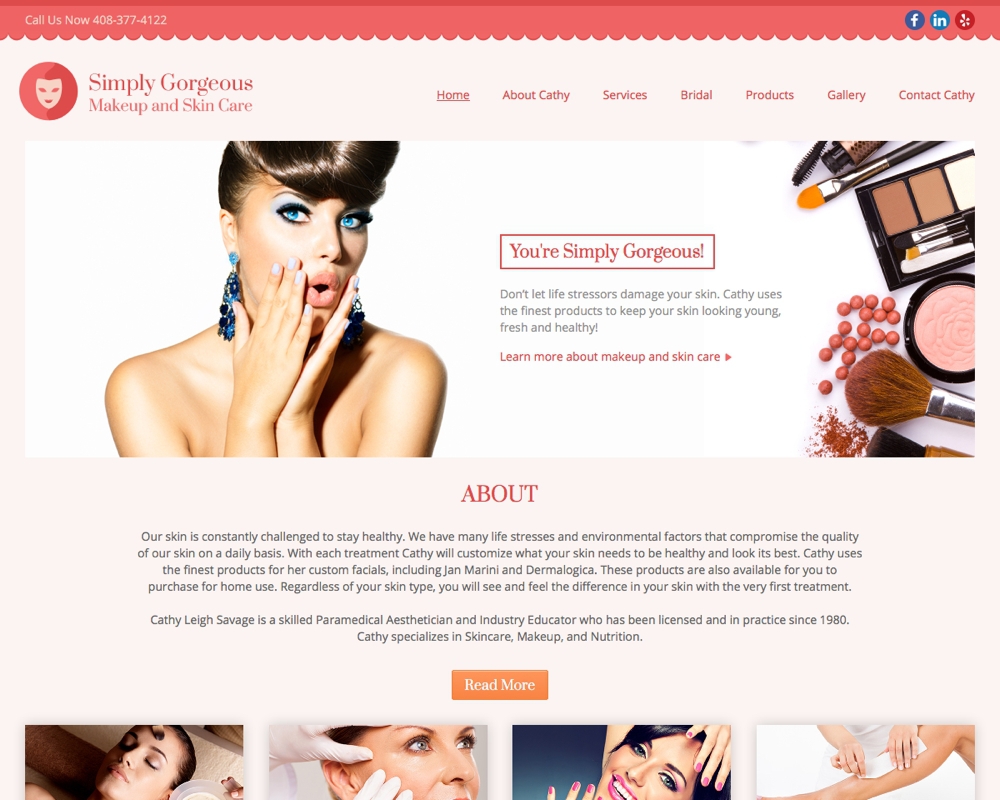 Call Us Now 408-377-4122
Simply Gorgeous
Makeup and Skin Care
Home About Cathy Services Bridal Products Gallery Contact Cathy
You're Simply Gorgeous!
Don't let life stressors damage your skin. Cathy uses
the finest products to keep your skin looking young,
fresh and healthy!
Learn more about makeup and skin care
ABOUT
Our skin is constantly challenged to stay healthy. We have many life stresses and environmental factors that compromise the quality
of our skin on a daily basis. With each treatment Cathy will customize what your skin needs to be healthy and look its best. Cathy uses
the finest products for her custom facials, including Jan Marini and Dermalogica. These products are also available for you to
purchase for home use. Regardless of your skin type, you will see and feel the difference in your skin with the very first treatment.
Cathy Leigh Savage is a skilled Paramedical Aesthetician and Industry Educator who has been licensed and in practice since 1980.
Cathy specializes in Skincare, Makeup, and Nutrition.
Read More